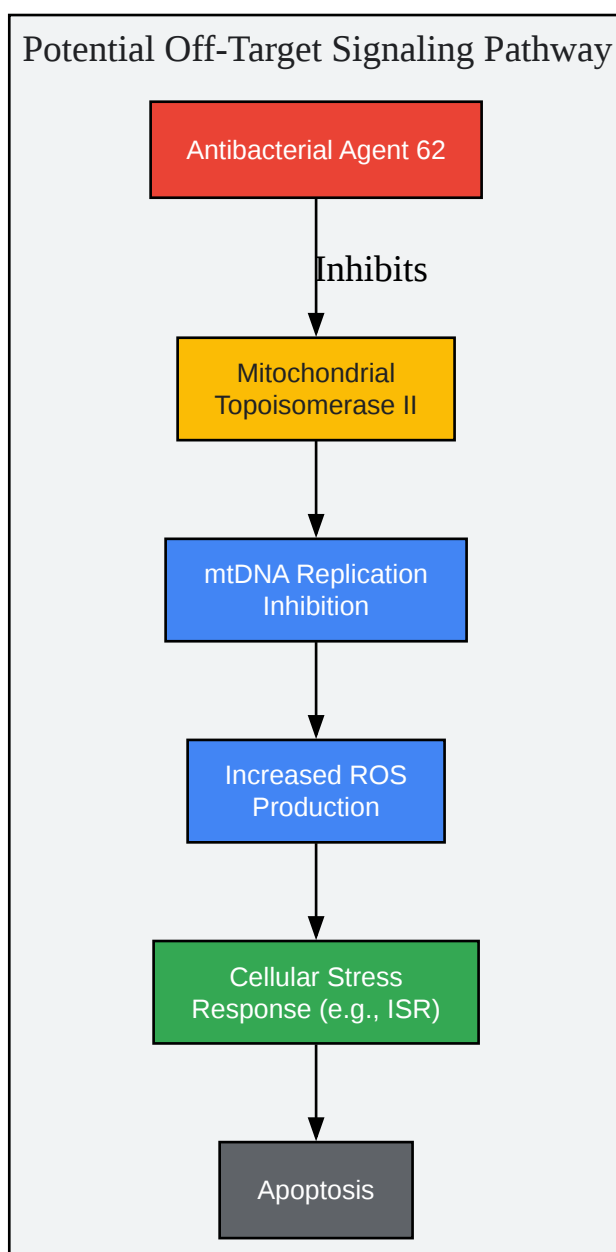 Potential Off-Target Signaling Pathway
Antibacterial Agent 62
Inhibits
Mitochondrial
Topoisomerase II
mtDNA Replication
Inhibition
Increased ROS
Production
Cellular Stress
Response (e.g., ISR)
Apoptosis